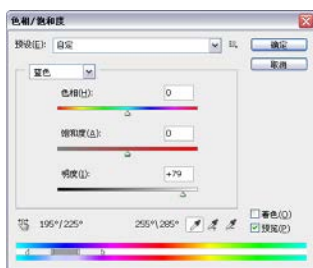 色相/饱和度
预设(E): 自定
确定
取消
蓝色
色相(H): 0
饱和度(A): 0
明度(I): +79
195°/225° 255°\285°
着色(O)
预览(P)